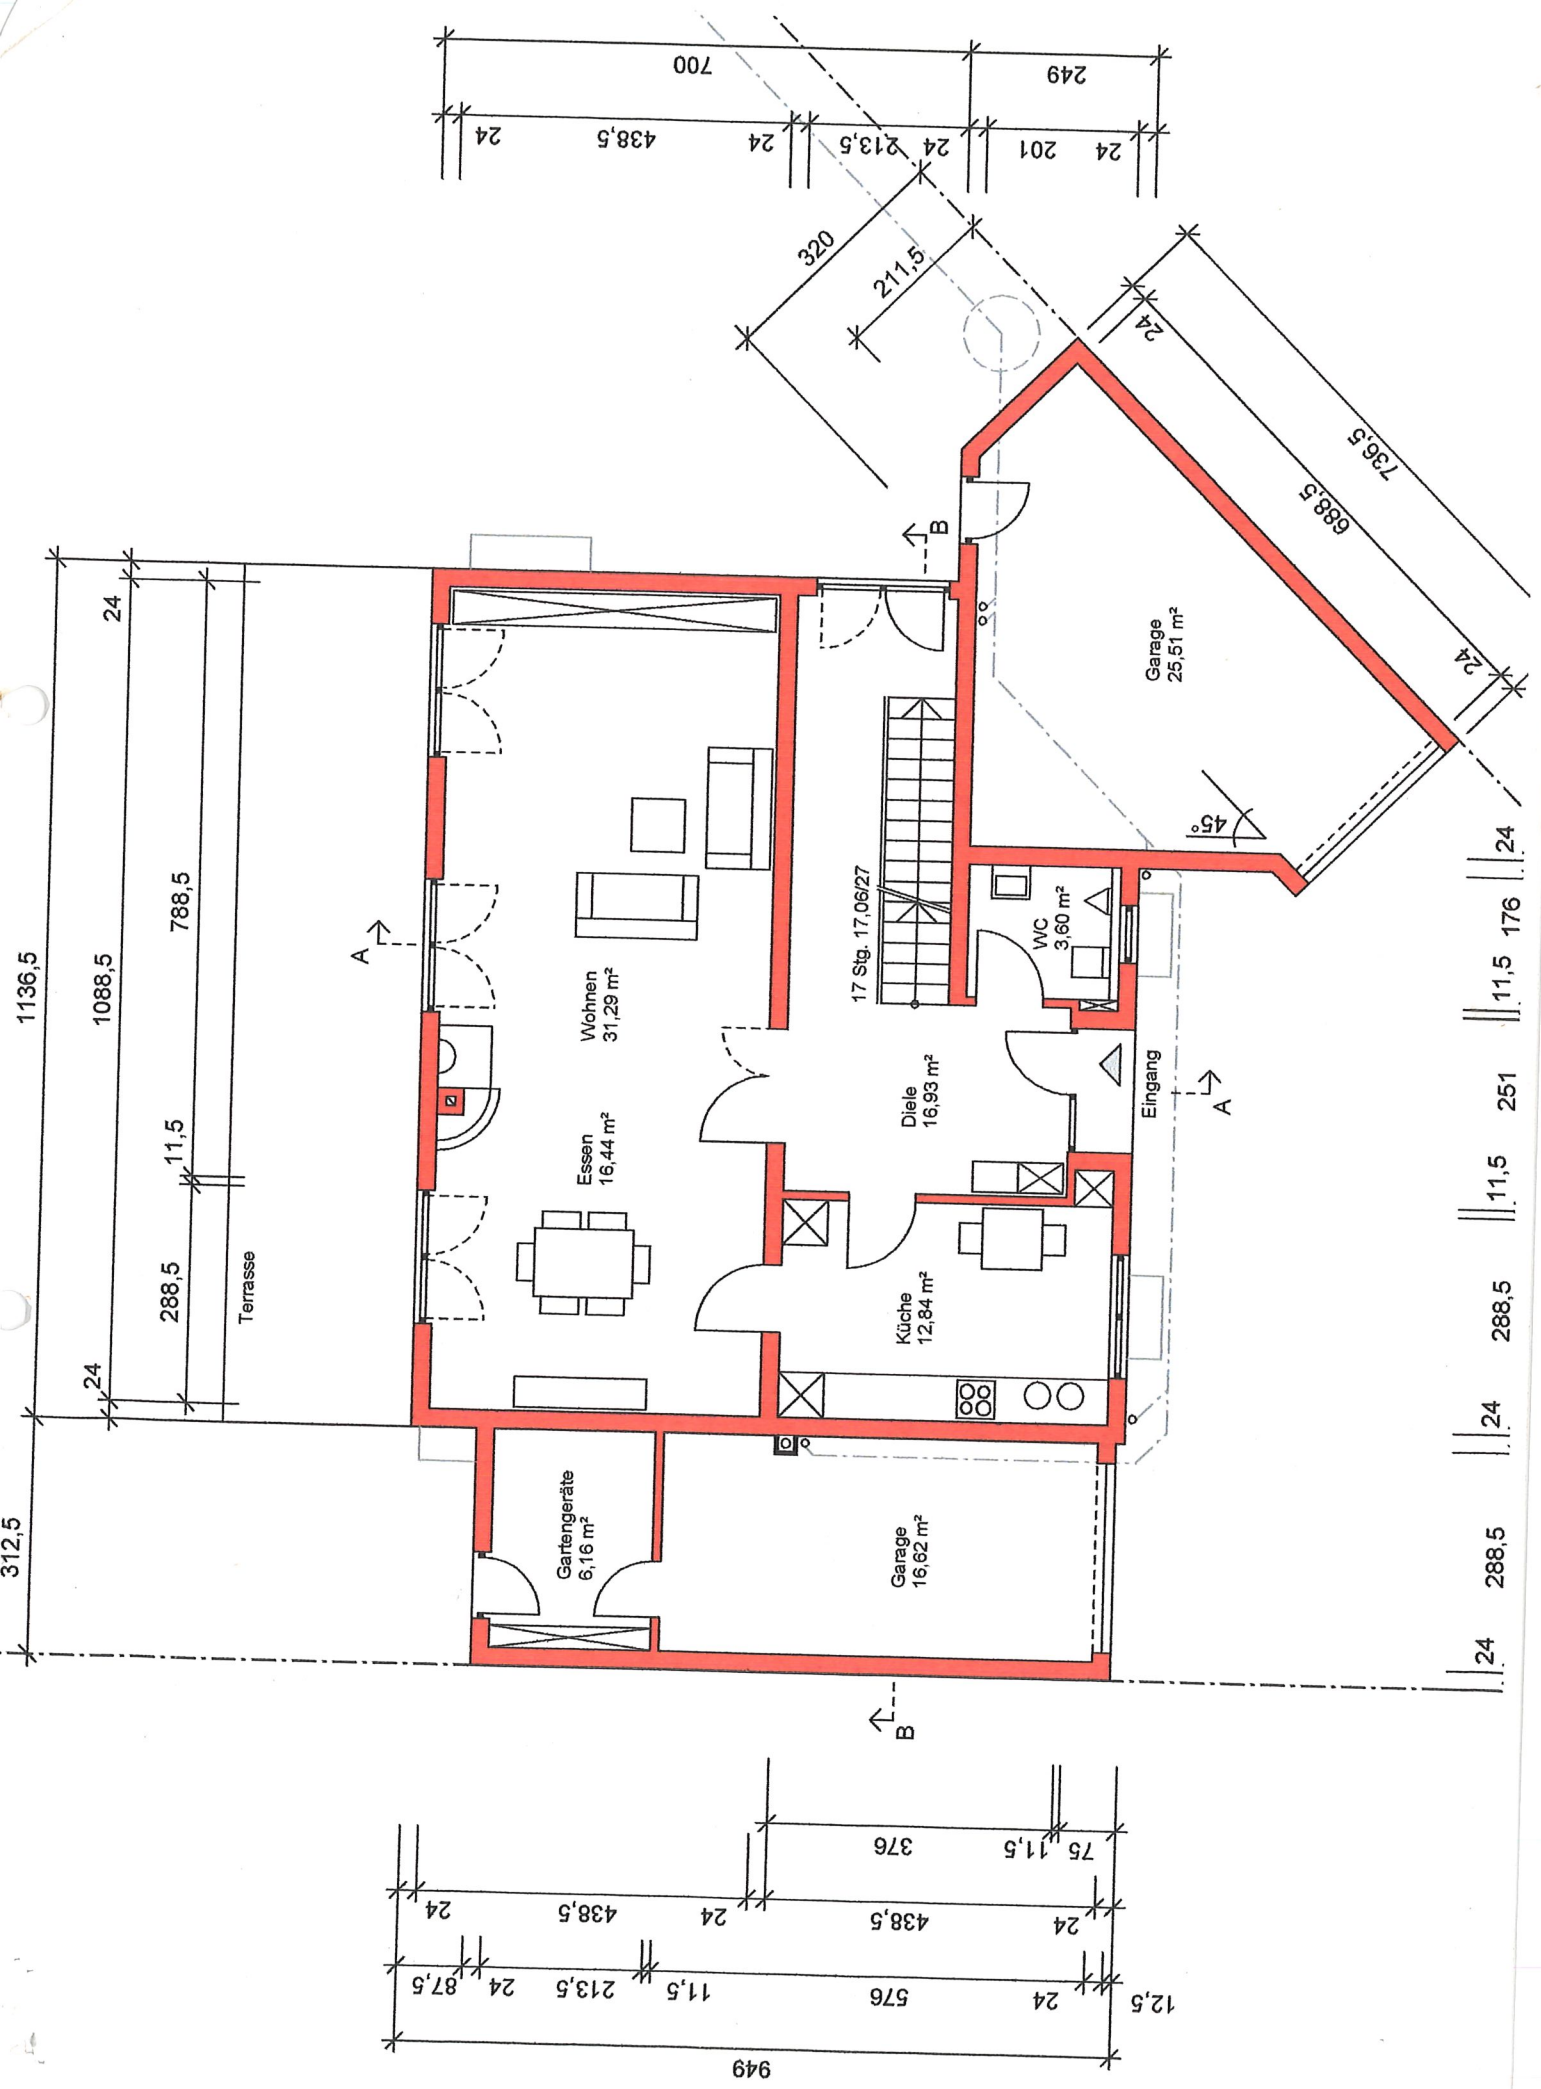 700
249
24
438,5
24
213,5
24
201
24
320
211,5
24
736,5
688,5
24
1136,5
24
1088,5
24
788,5
11,5
288,5
312,5
Terrasse
A
B
Wohnen
31,29 m²
Essen
16,44 m²
17 Stg. 17,06/27
Diele
16,93 m²
WC
3,60 m²
Garage
25,51 m²
45°
Eingang
A
Küche
12,84 m²
Gartengeräte
6,16 m²
Garage
16,62 m²
B
24
176
11,5
251
11,5
288,5
24
288,5
24
376
11,5
75
24
438,5
24
438,5
24
87,5
24
213,5
11,5
576
24
12,5
949